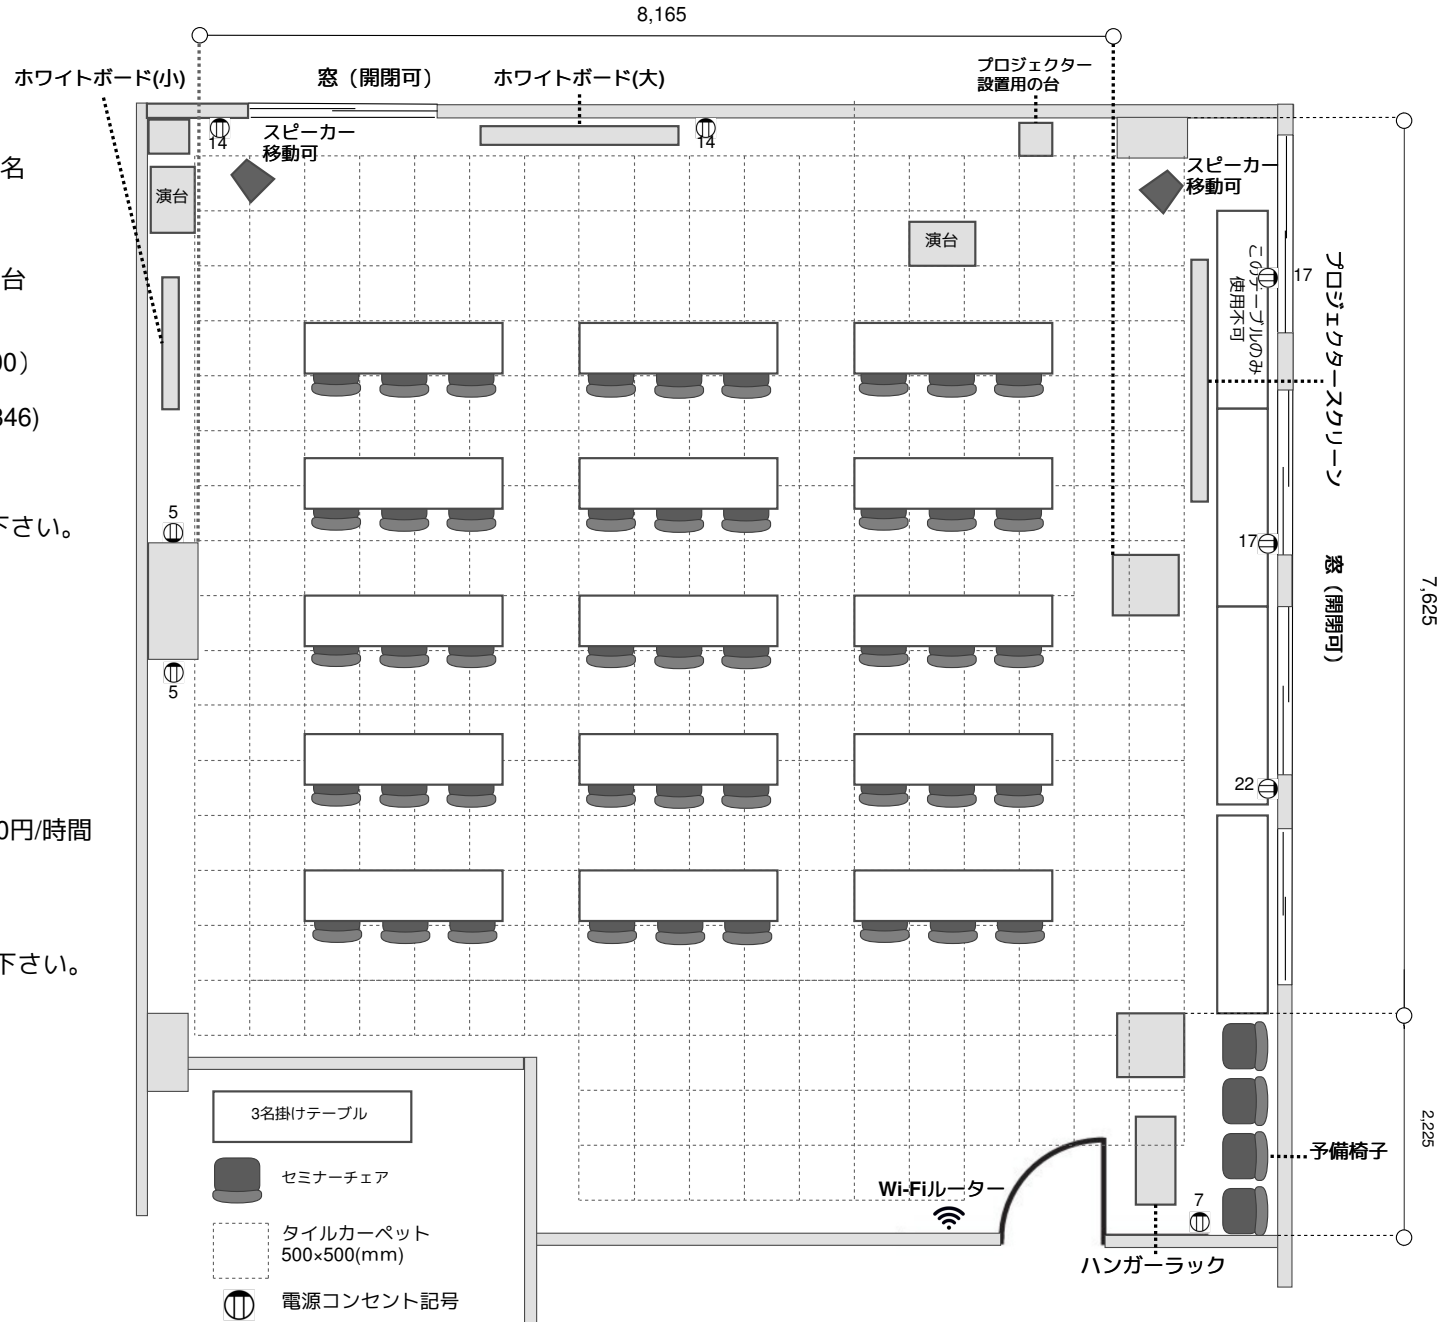 8,165
ホワイトボード(小)
窓（開閉可）
ホワイトボード(大)
プロジェクター
設置用の台
14
スピーカー
移動可
14
名
スピーカー
移動可
演台
演台
台
このテーブルのみ
使用不可
17
プロジェクタースクリーン
00）
346)
5
下さい。
17
窓（開閉可）
7,625
5
22
0円/時間
下さい。
3名掛けテーブル
2,225
予備椅子
セミナーチェア
Wi-Fiルーター
7
タイルカーペット
500×500(mm)
ハンガーラック
電源コンセント記号